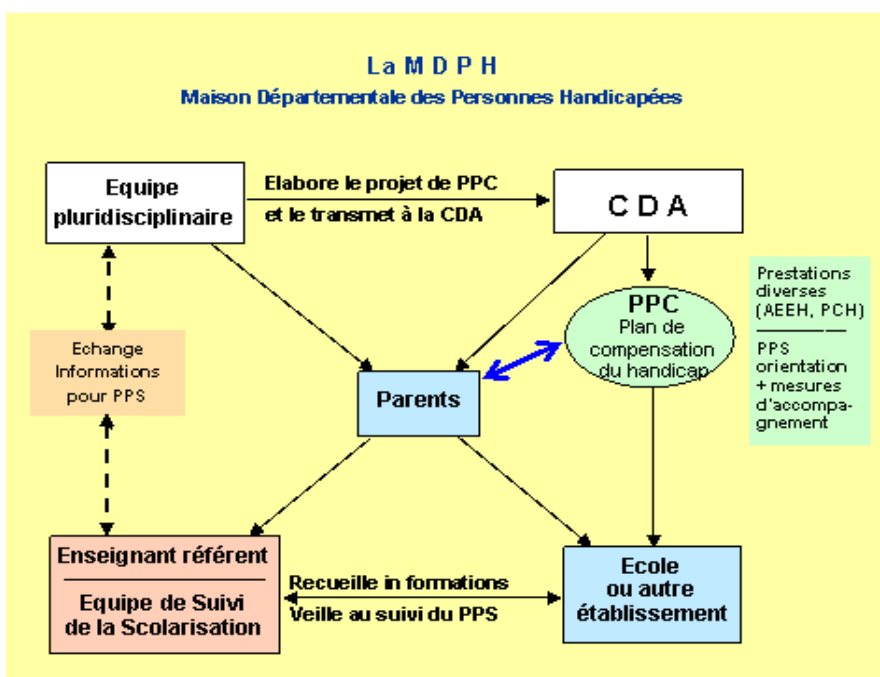 La M D P H
Maison Départementale des Personnes Handicapées
Equipe
pluridisciplinaire
Elabore le projet de PPC
et le transmet à la CDA
C D A
PPC
Plan de
compensation
du handicap
Prestations
diverses
(AEEH, PCH)
PPS
orientation
+ mesures
d'accompa-
gnement
Echange
Informations
pour PPS
Parents
Enseignant référent
Equipe de Suivi
de la Scolarisation
Recueille in formations
Veille au suivi du PPS
Ecole
ou autre
établissement